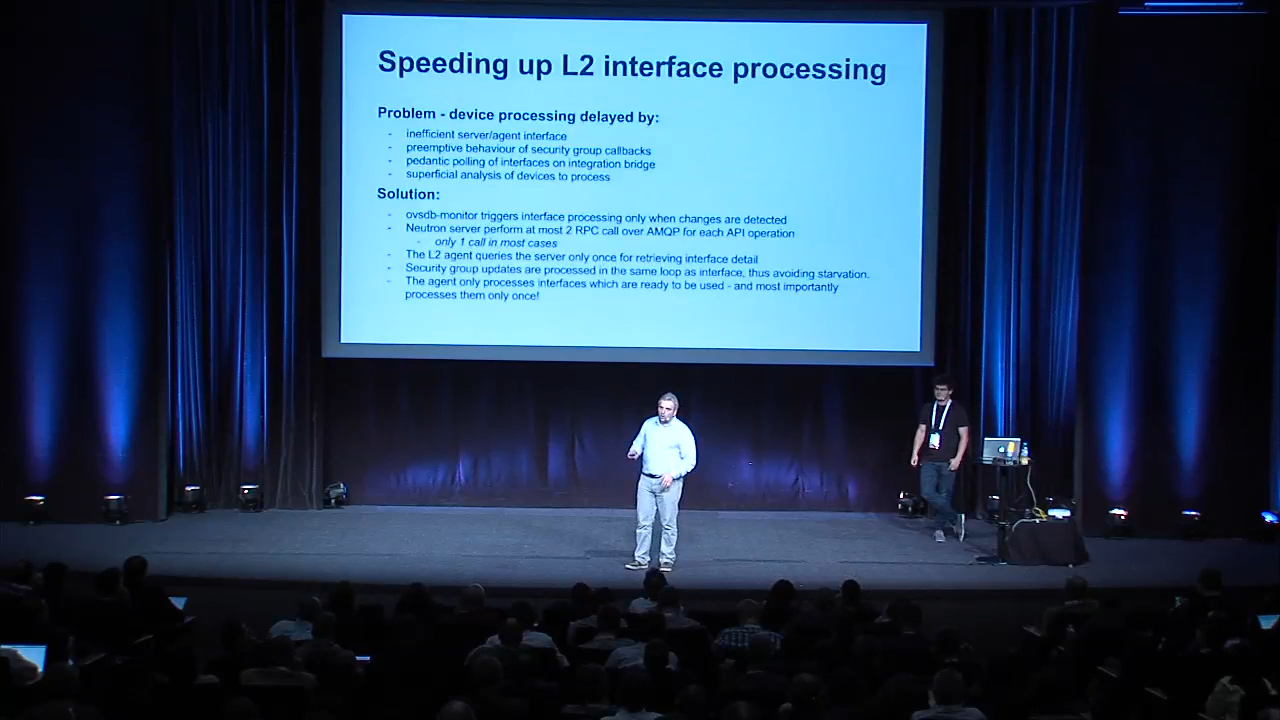 Speeding up L2 interface processing
Problem - device processing delayed by:
- inefficient server/agent interface
- preemptive behaviour of security group callbacks
- pedantic polling of interfaces on integration bridge
- superficial analysis of devices to process
Solution:
- ovsdb-monitor triggers interface processing only when changes are detected
- Neutron server perform at most 2 RPC call over AMQP for each API operation
- only 1 call in most cases
- The L2 agent queries the server only once for retrieving interface detail
- Security group updates are processed in the same loop as interface, thus avoiding starvation.
- The agent only processes interfaces which are ready to be used - and most importantly
processes them only once!